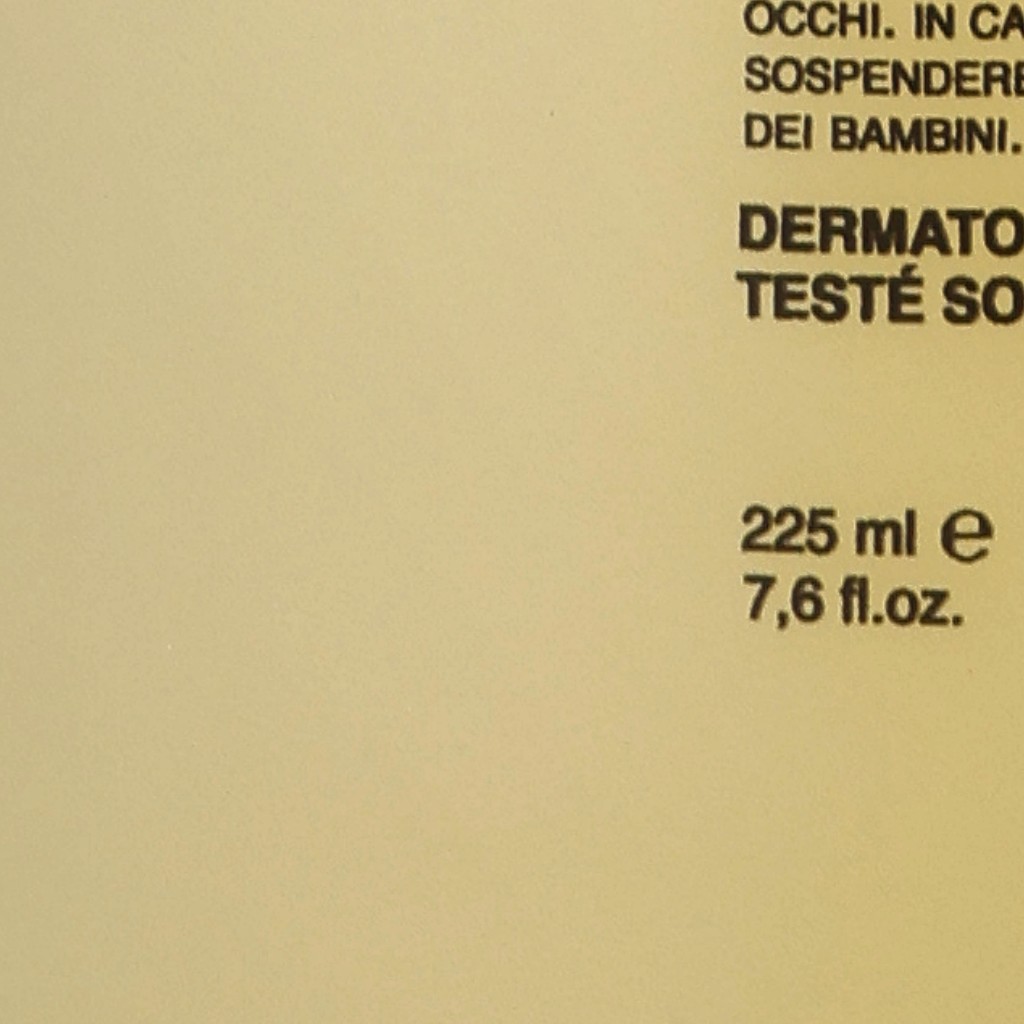 OCCHI. IN CA
SOSPENDERE
DEI BAMBINI.
DERMATO
TESTÉ SO
225 ml e
7,6 fl.oz.